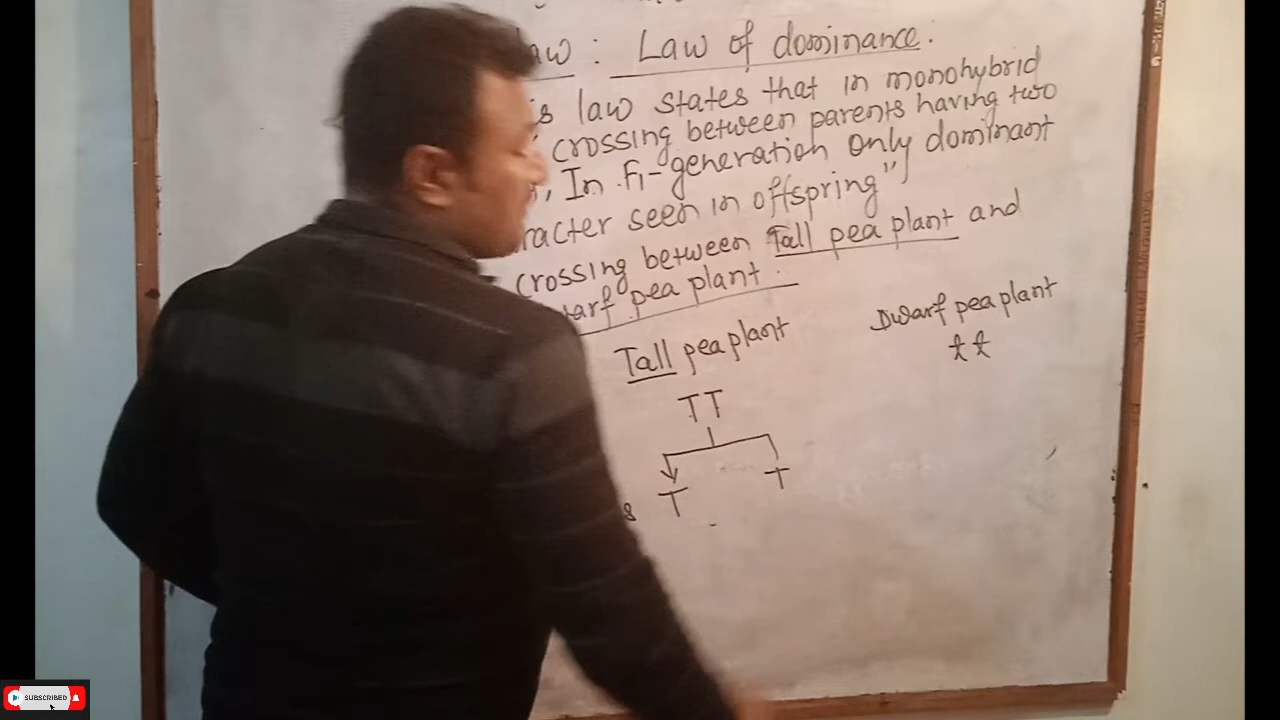 law : Law of dominance.
is law states that in monohybrid
crossing between parents having two
, In F1-generation Only dominant
racter seen in offspring"
crossing between Tall pea plant and
arf pea plant.
Tall pea plant
Dwarf pea plant
TT
tt
T T
s
SUBSCRIBED